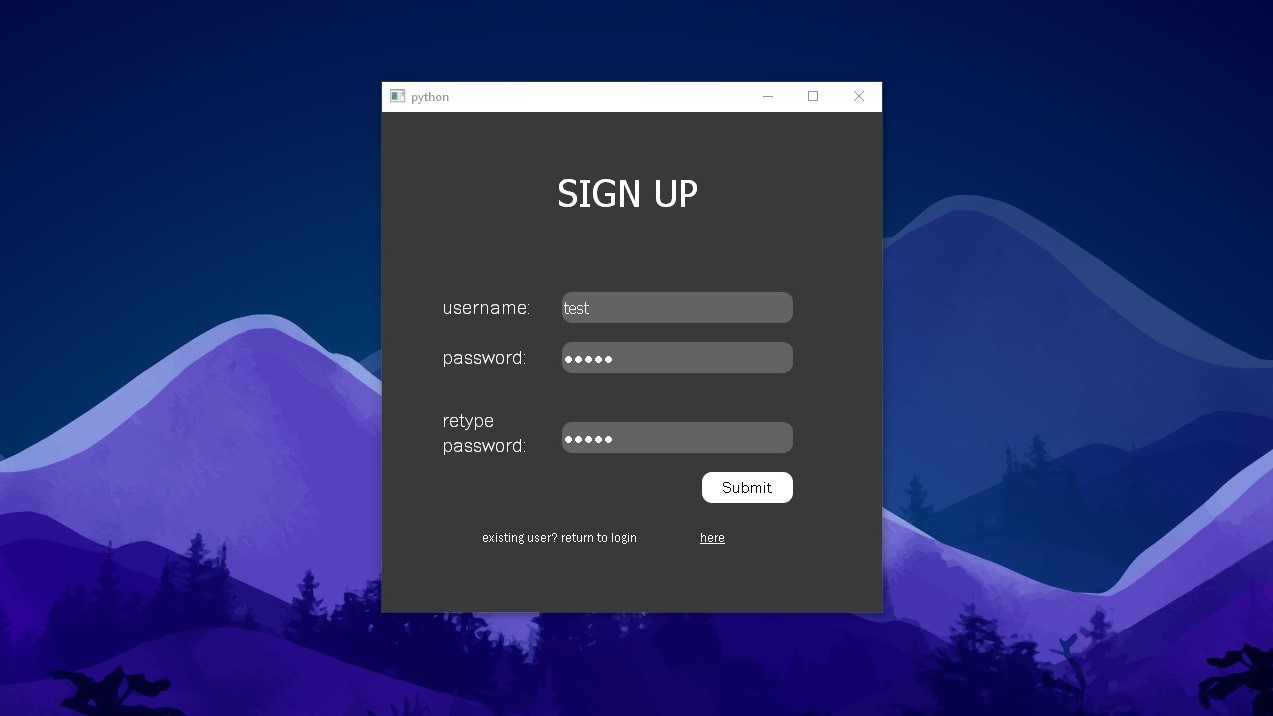 python
SIGN UP
username: test
password: •••••
retype
password: •••••
Submit
existing user? return to login here